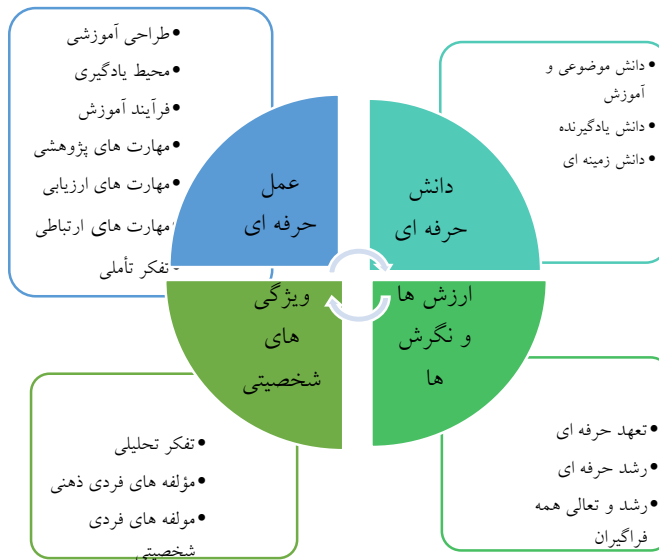 • دانش موضوعی و
آموزش
• دانش یادگیرنده
• دانش زمینه ای
دانش
حرفه ای
• طراحی آموزشی
• محیط یادگیری
• فرآیند آموزش
• مهارت های پژوهشی
• مهارت های ارزیابی
• مهارت های ارتباطی
• تفکر تأملی
عمل
حرفه ای
ارزش ها
و نگرش
ها
• تعهد حرفه ای
• رشد حرفه ای
• رشد و تعالی همه
فراگیران
ویژگی
های
شخصیتی
• تفکر تحلیلی
• مؤلفه های فردی ذهنی
• مولفه های فردی
شخصیتی